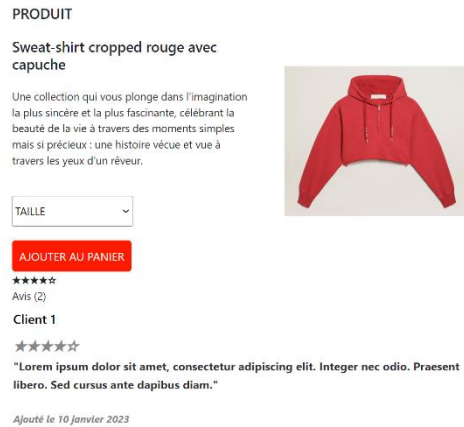 PRODUIT
Sweat-shirt cropped rouge avec
capuche
Une collection qui vous plonge dans l'imagination
la plus sincère et la plus fascinante, célébrant la
beauté de la vie à travers des moments simples
mais si précieux : une histoire vécue et vue à
travers les yeux d'un rêveur.
TAILLE
AJOUTER AU PANIER
★★★★☆
Avis (2)
Client 1
★★★★☆
"Lorem ipsum dolor sit amet, consectetur adipiscing elit. Integer nec odio. Praesent
libero. Sed cursus ante dapibus diam."
Ajouté le 10 janvier 2023